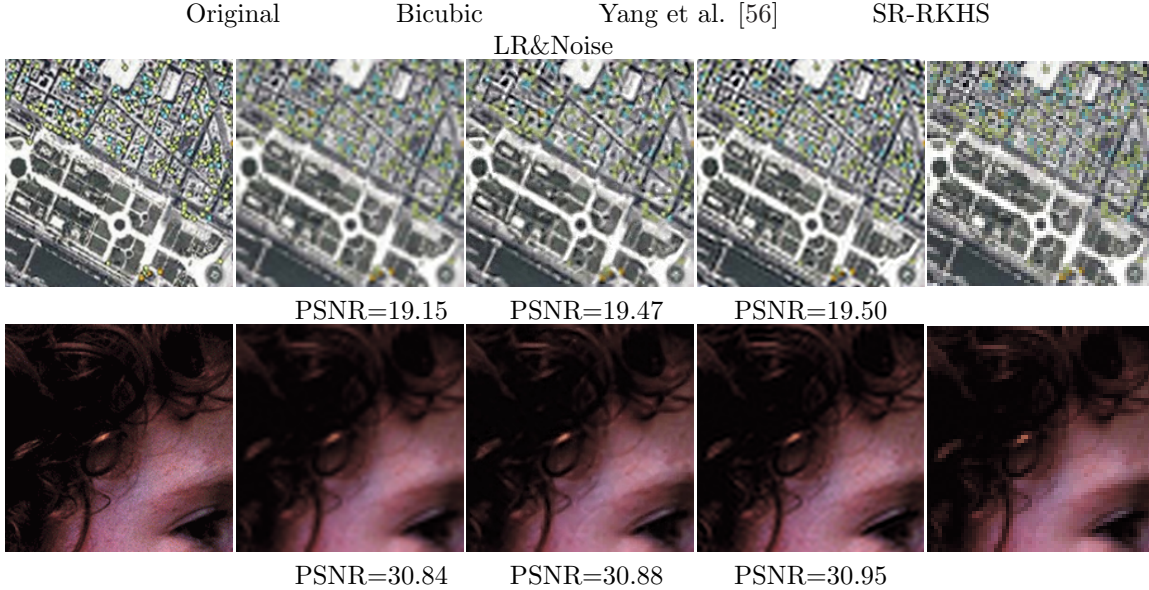 Original Bicubic Yang et al. [56] SR-RKHS
LR&Noise
PSNR=19.15 PSNR=19.47 PSNR=19.50
PSNR=30.84 PSNR=30.88 PSNR=30.95